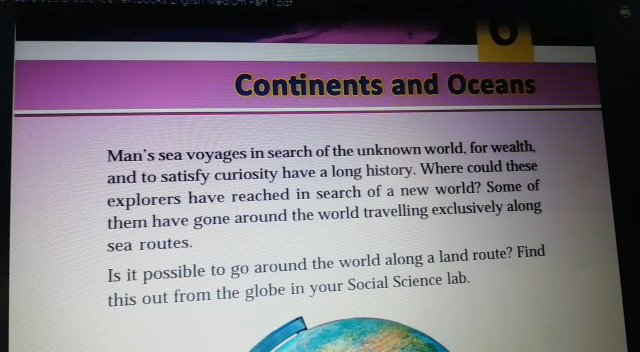 6
Continents and Oceans
Man's sea voyages in search of the unknown world, for wealth,
and to satisfy curiosity have a long history. Where could these
explorers have reached in search of a new world? Some of
them have gone around the world travelling exclusively along
sea routes.
Is it possible to go around the world along a land route? Find
this out from the globe in your Social Science lab.